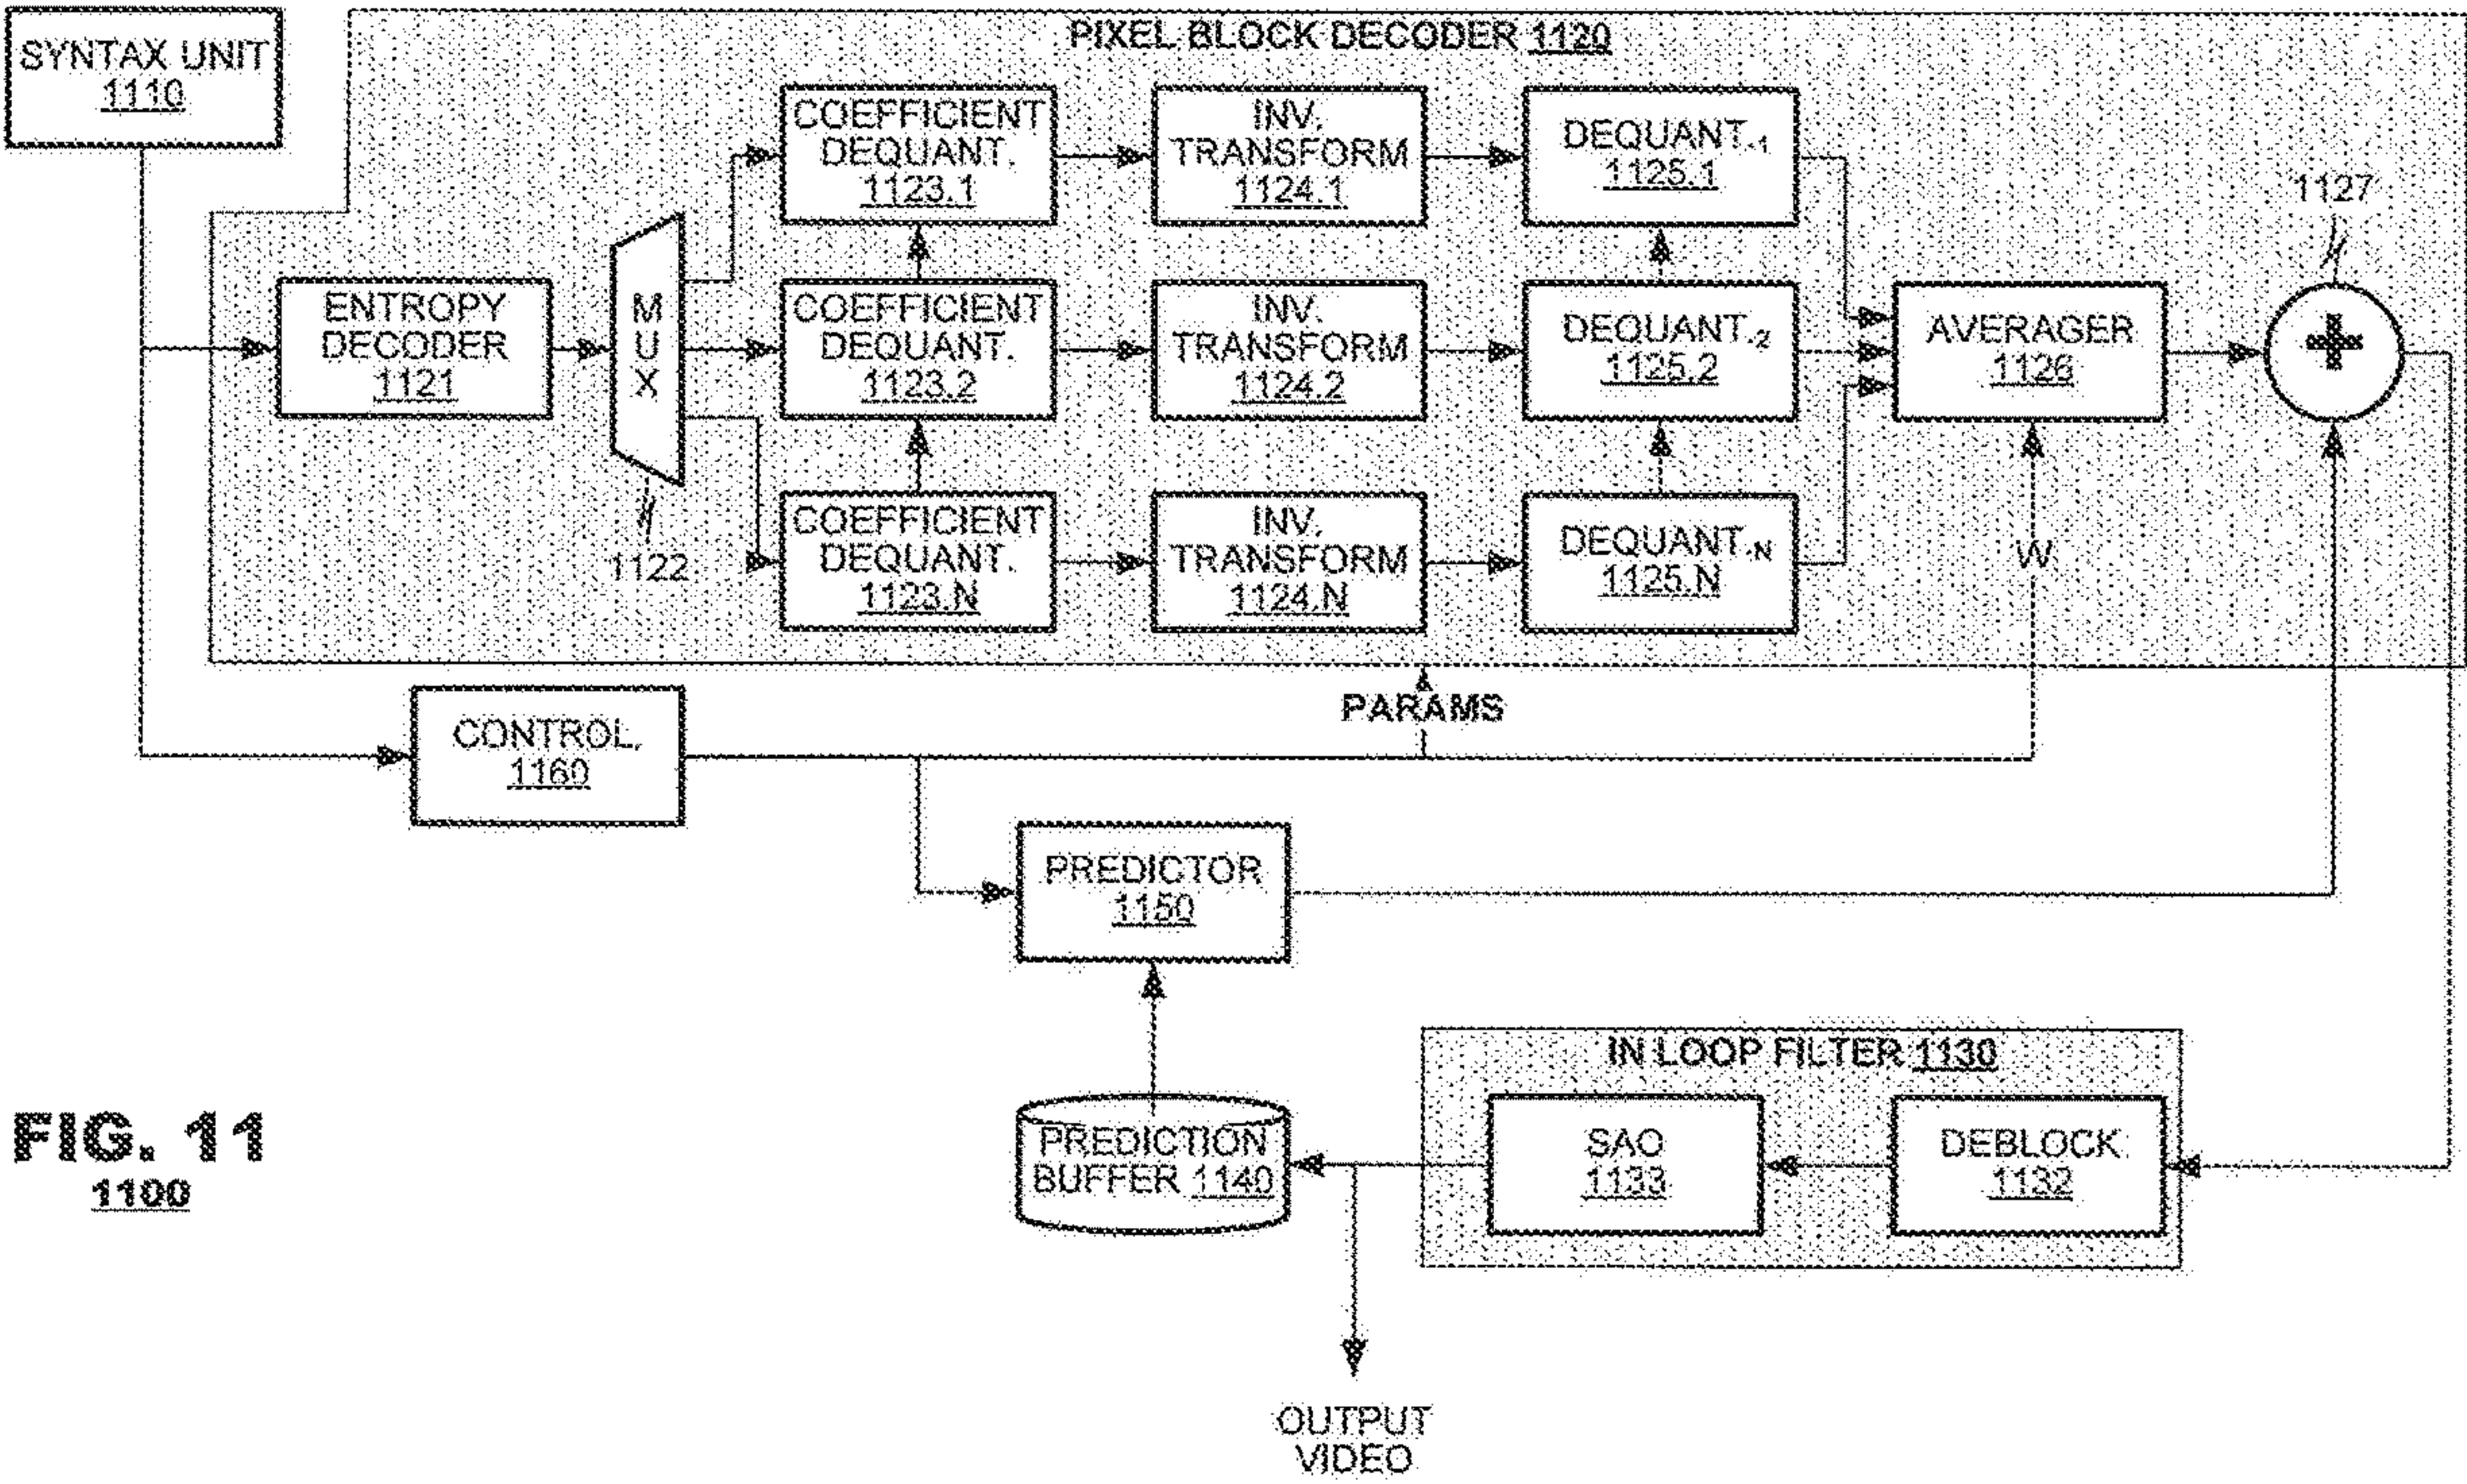 SYNTAX UNIT
1110
PIXEL BLOCK DECODER 1120
COEFFICIENT
DEQUANT.
1123.1
INV.
TRANSFORM
1124.1
DEQUANT.-1
1125.1
1127
ENTROPY
DECODER
1121
MUX
1122
COEFFICIENT
DEQUANT.
1123.2
INV.
TRANSFORM
1124.2
DEQUANT.-2
1125.2
AVERAGER
1126
+
COEFFICIENT
DEQUANT.
1123.N
INV.
TRANSFORM
1124.N
DEQUANT.-N
1125.N
W
PARAMS
CONTROL.
1160
PREDICTOR
1150
IN LOOP FILTER 1130
PREDICTION
BUFFER 1140
SAO
1133
DEBLOCK.
1132
FIG. 11
1100
OUTPUT
VIDEO